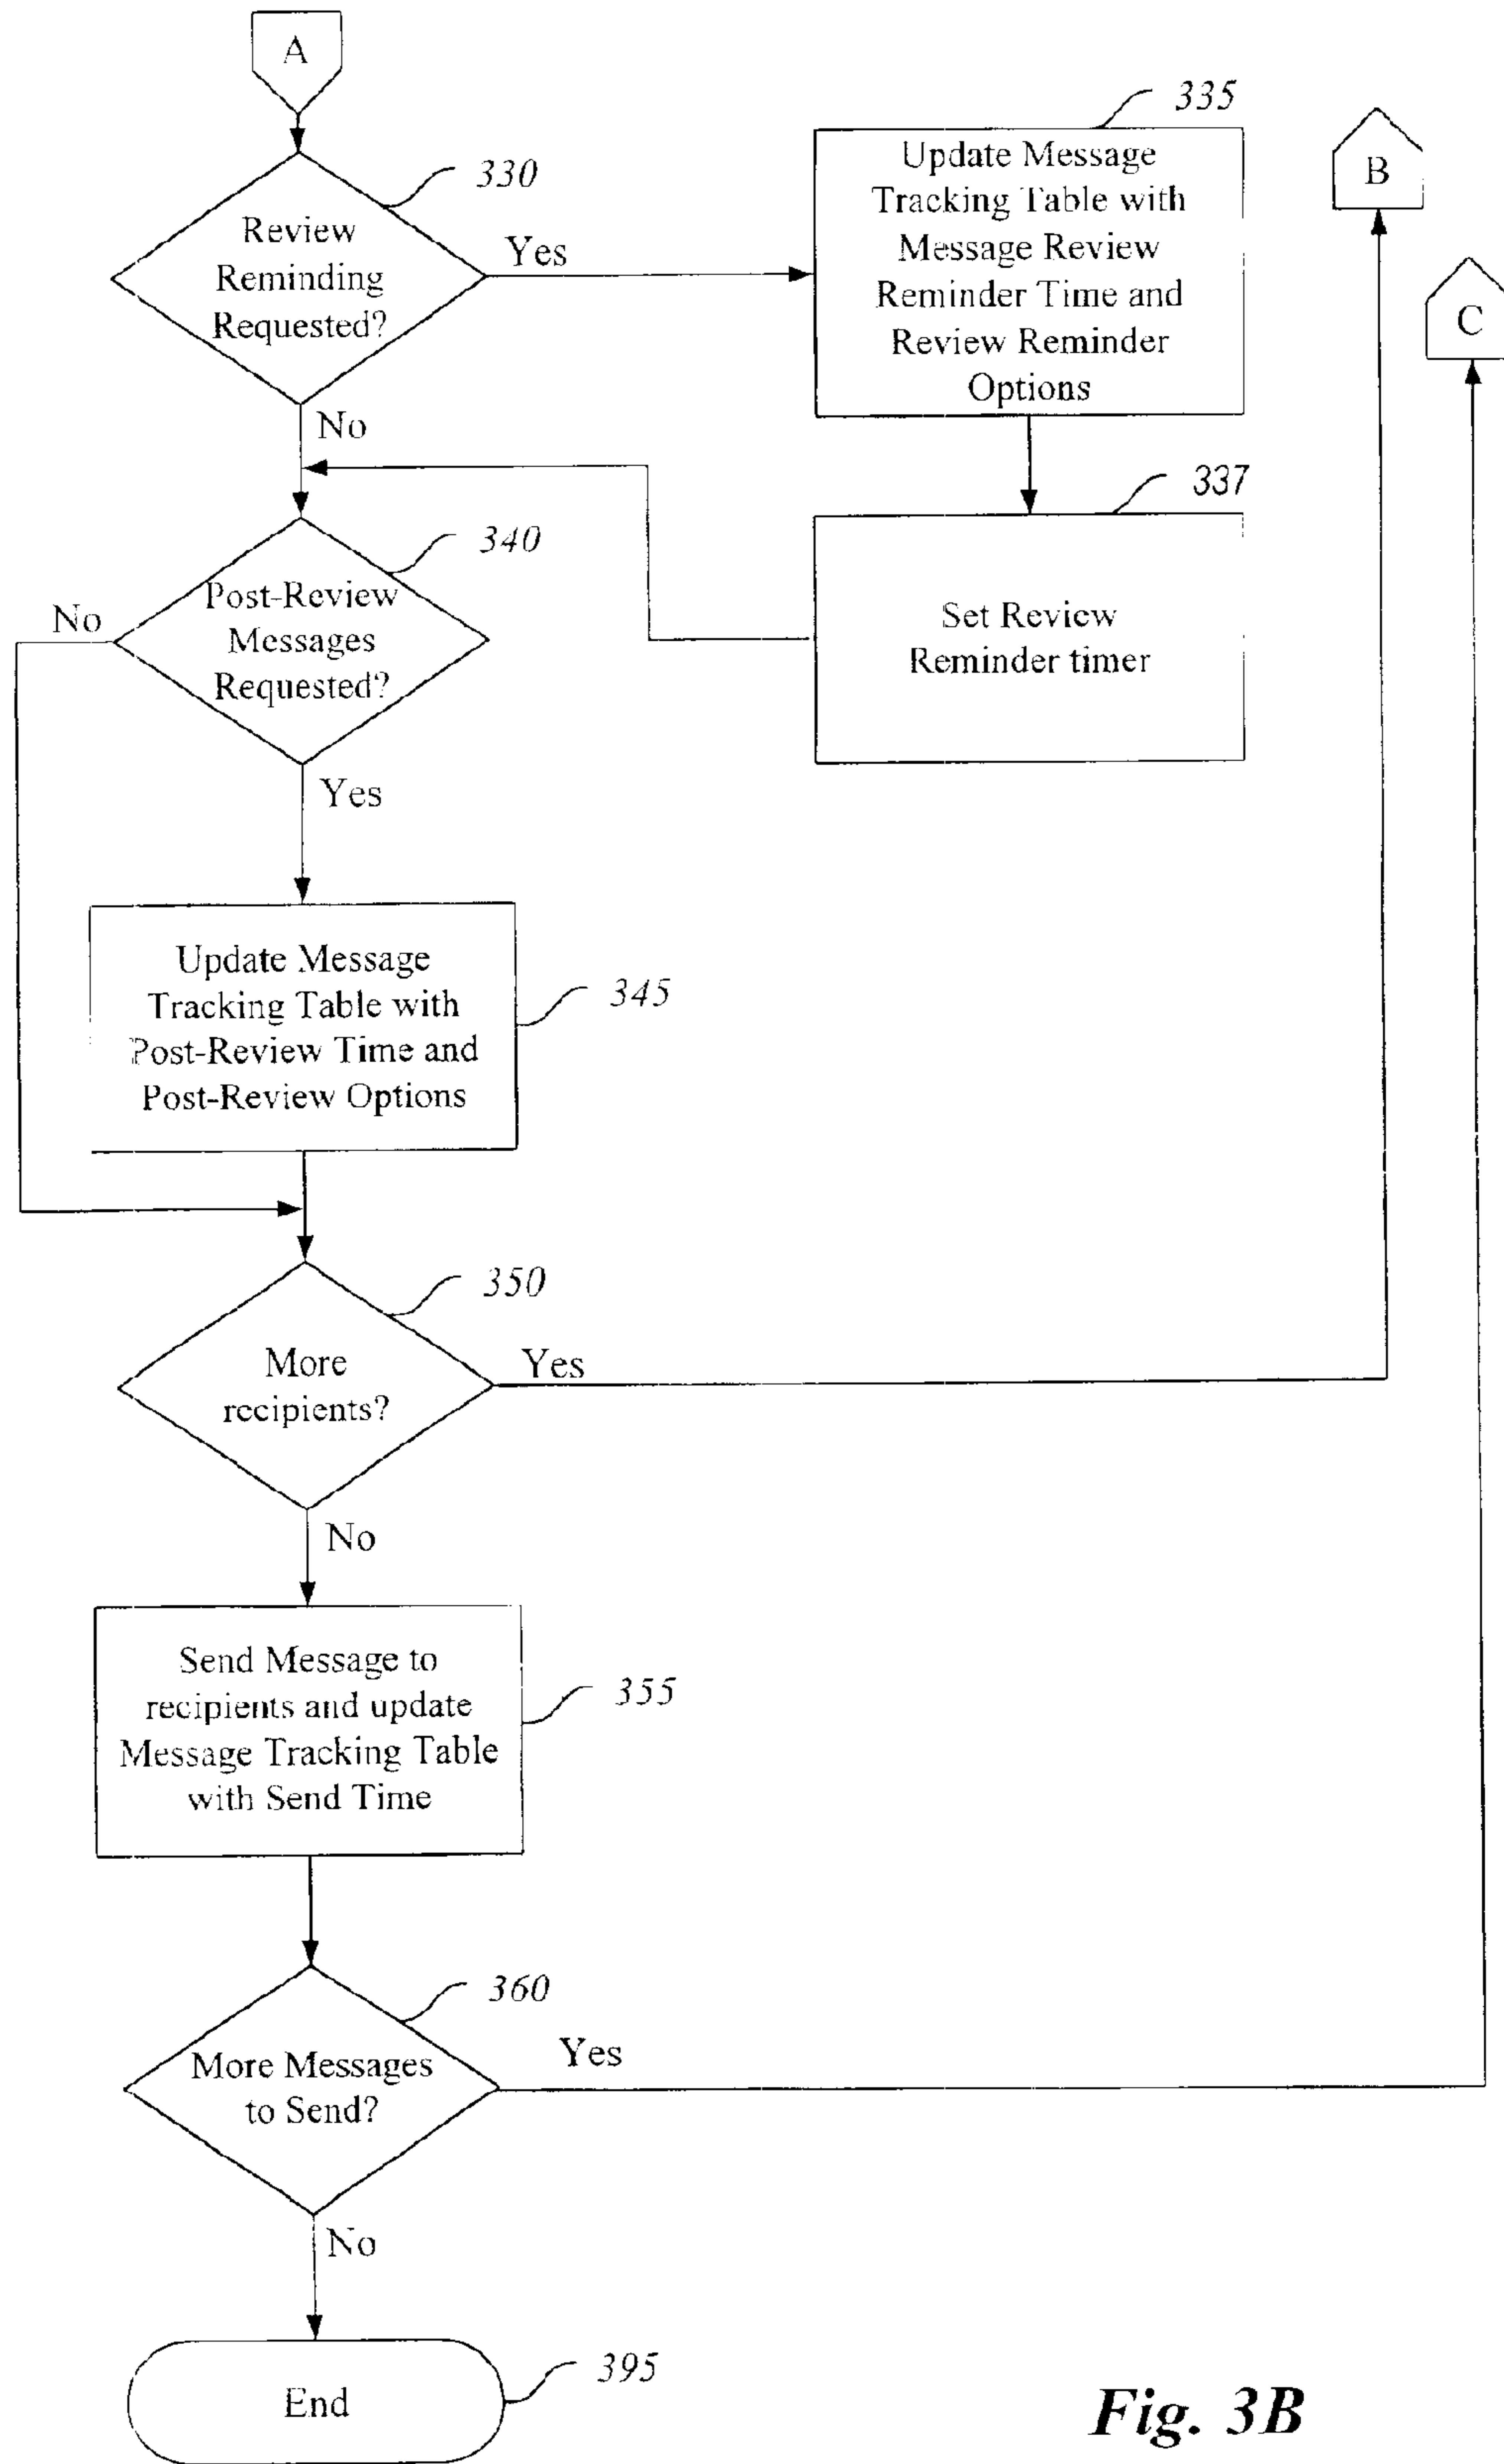 A
330
Review
Reminding
Requested?
Yes
No
335
Update Message
Tracking Table with
Message Review
Reminder Time and
Review Reminder
Options
B
C
337
Set Review
Reminder timer
340
Post-Review
Messages
Requested?
No
Yes
Update Message
Tracking Table with
Post-Review Time and
Post-Review Options
345
350
More
recipients?
Yes
No
Send Message to
recipients and update
Message Tracking Table
with Send Time
355
360
More Messages
to Send?
Yes
No
End
395
Fig. 3B